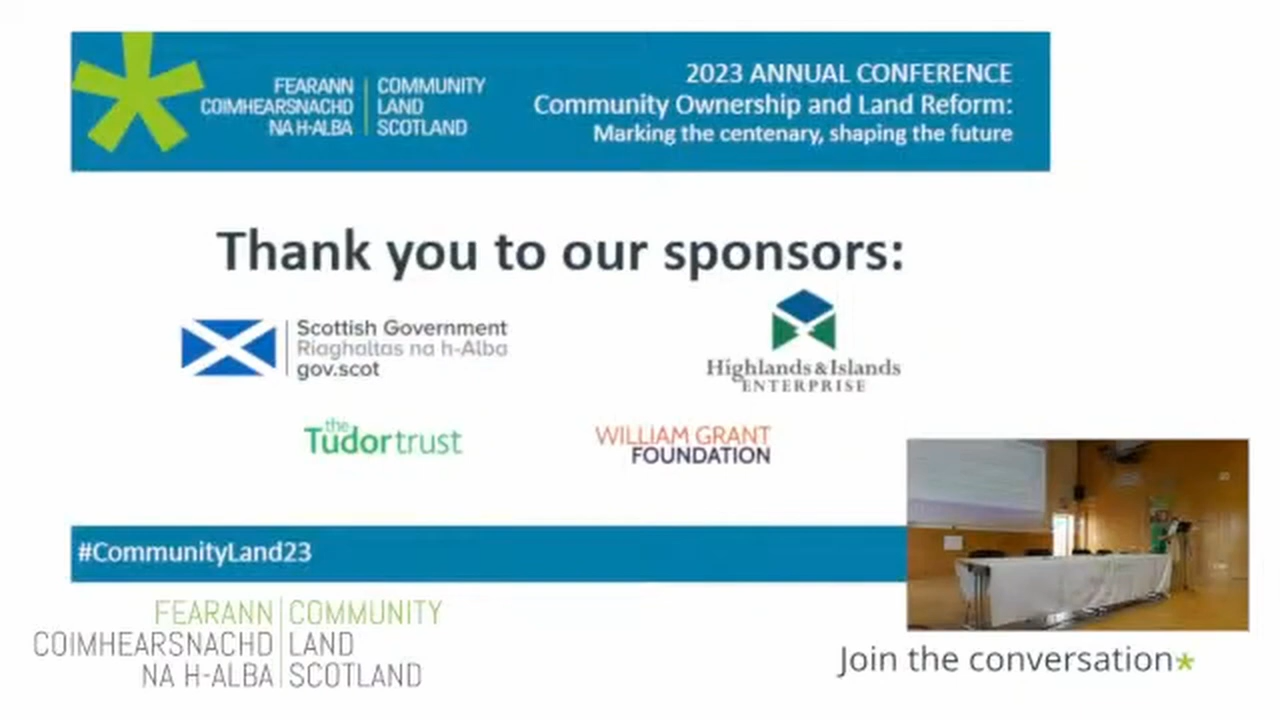 FEARANN
COIMHEARSNACHD
NA H-ALBA
COMMUNITY
LAND
SCOTLAND
2023 ANNUAL CONFERENCE
Community Ownership and Land Reform:
Marking the centenary, shaping the future
Thank you to our sponsors:
Scottish Government
Riaghaltas na h-Alba
gov.scot
Highlands & Islands
ENTERPRISE
the
Tudortrust
WILLIAM GRANT
FOUNDATION
#CommunityLand23
FEARANN
COIMHEARSNACHD
NA H-ALBA
COMMUNITY
LAND
SCOTLAND
Join the conversation